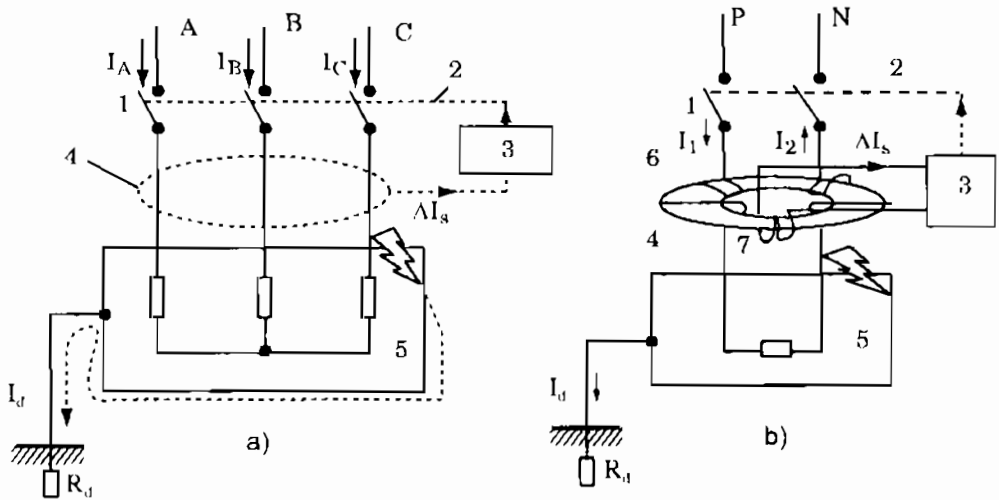 A B C
I_A I_B I_C
1 2
3
4
ΔI_s
5
I_d
R_d
a)
P N
2
1
I_1 I_2
ΔI_s
6
3
4
7
5
I_d
R_d
b)